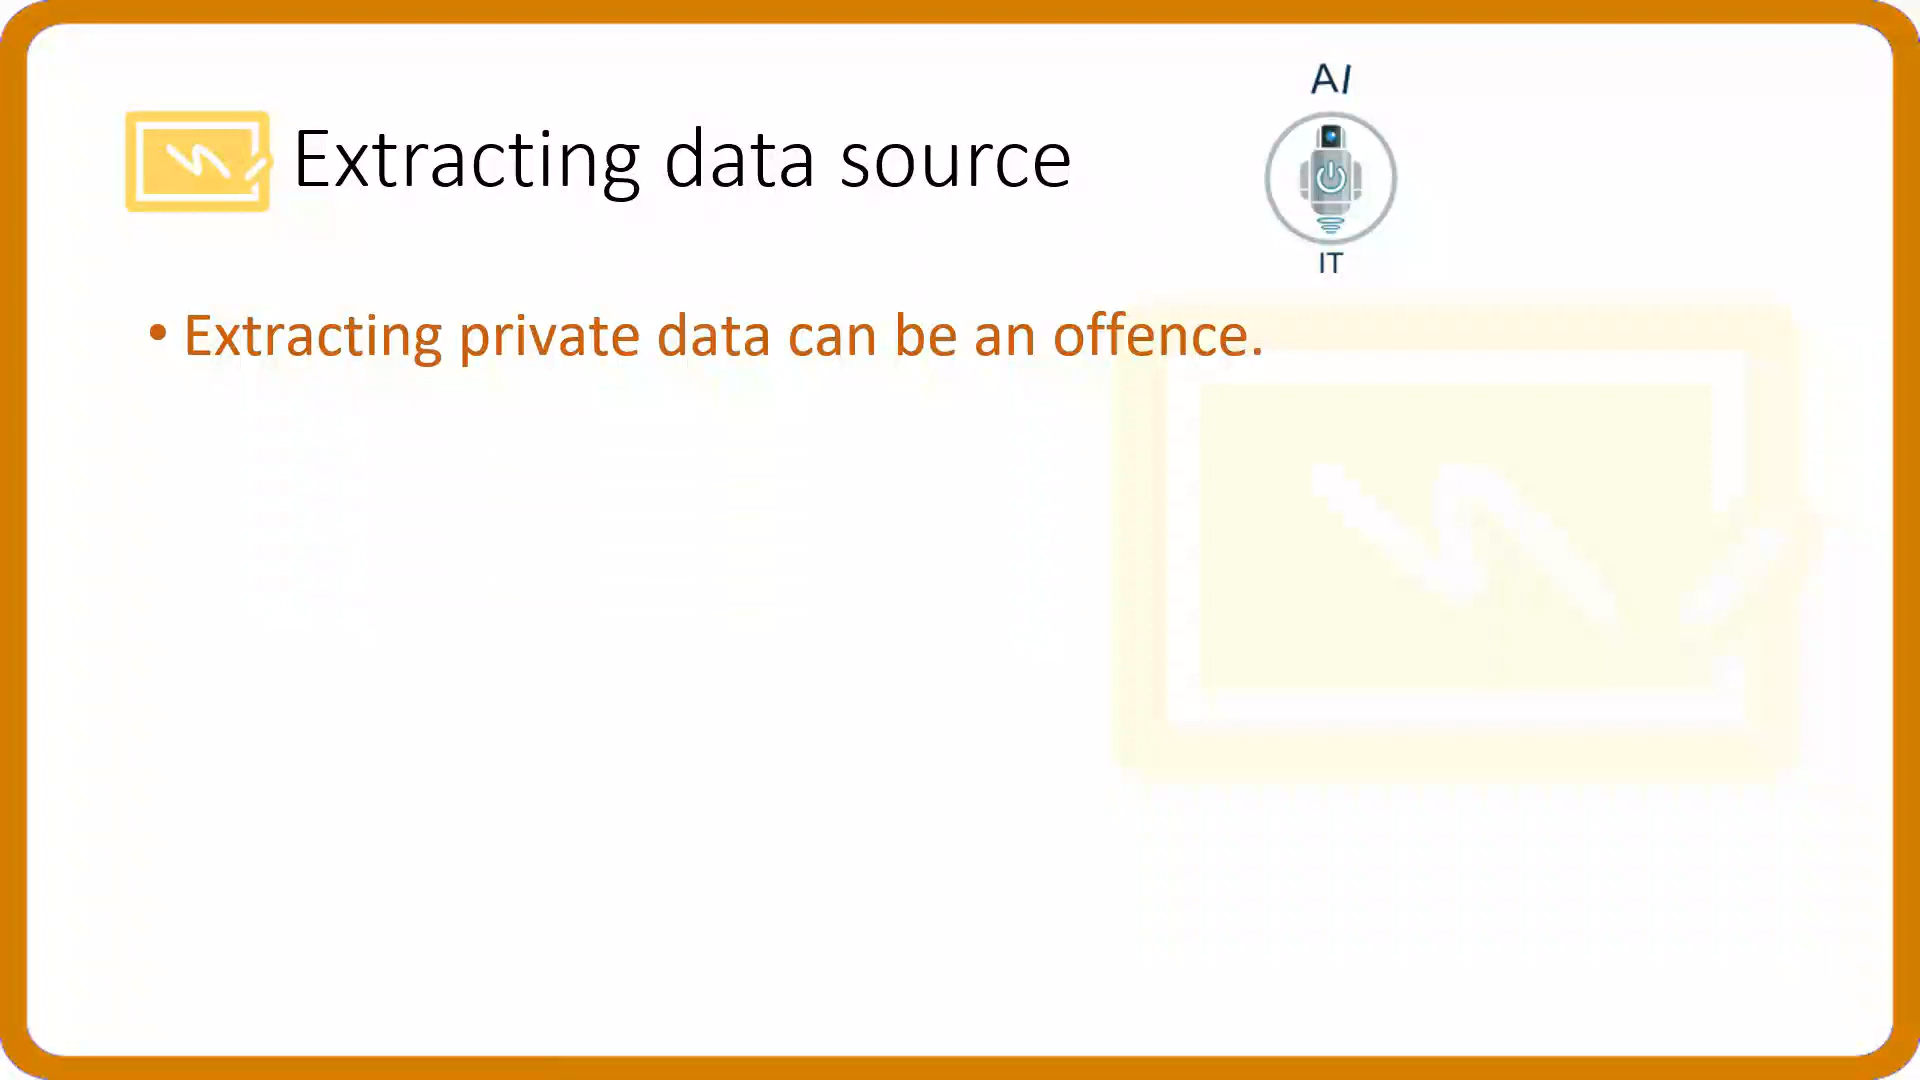 AI
Extracting data source
IT
• Extracting private data can be an offence.